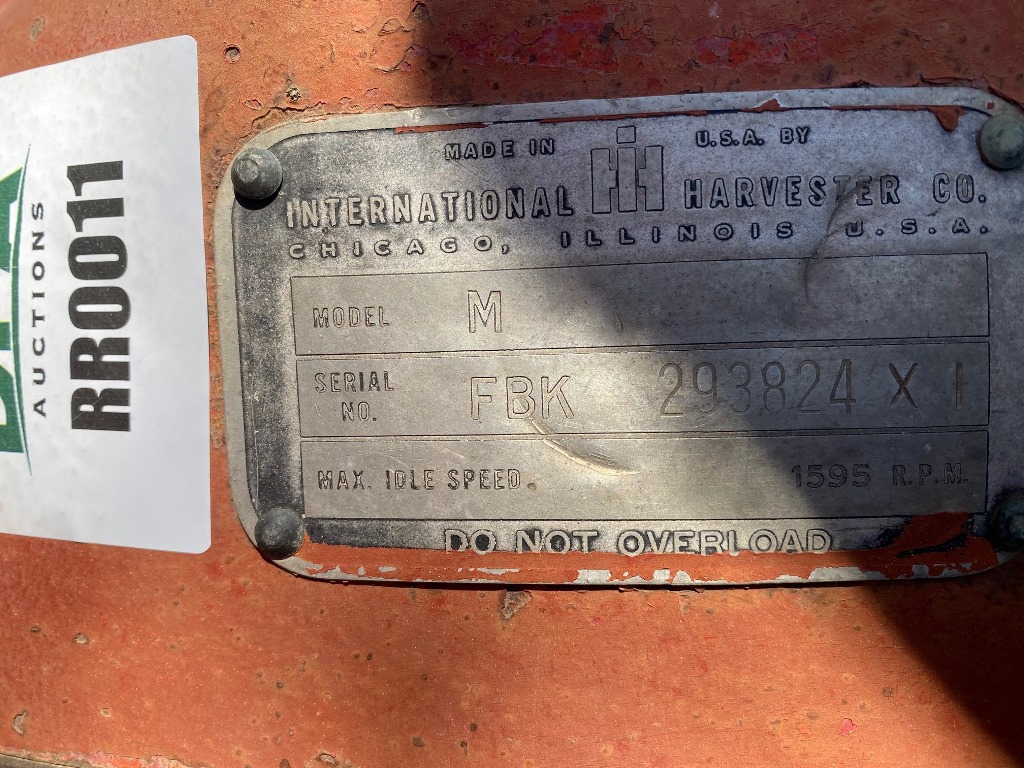 MADE IN U.S.A. BY
INTERNATIONAL IH HARVESTER CO.
CHICAGO, ILLINOIS U.S.A.
MODEL M
SERIAL NO. FBK 293824 X 1
MAX. IDLE SPEED. 1595 R.P.M.
DO NOT OVERLOAD
AUCTIONS
RR0011